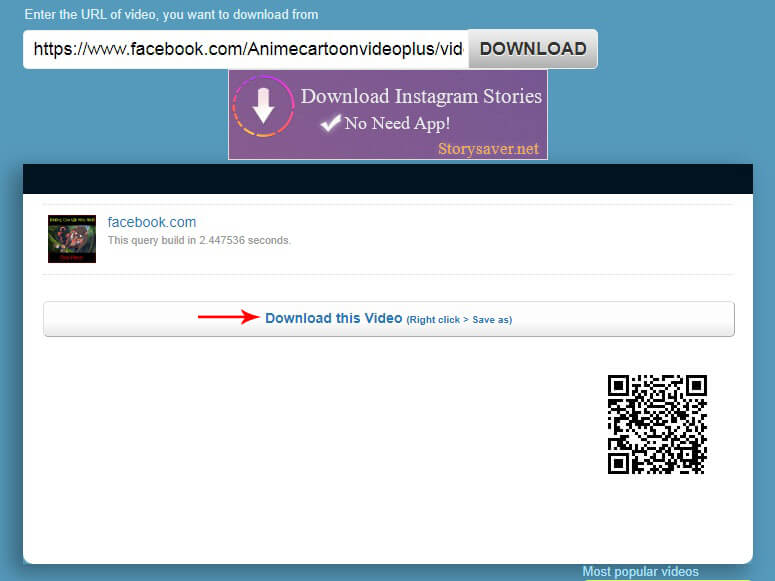 Enter the URL of video, you want to download from
https://www.facebook.com/Animecartoonvideoplus/vid
DOWNLOAD
Download Instagram Stories
No Need App!
Storysaver.net
facebook.com
This query build in 2.447536 seconds.
Download this Video (Right click > Save as)
Most popular videos